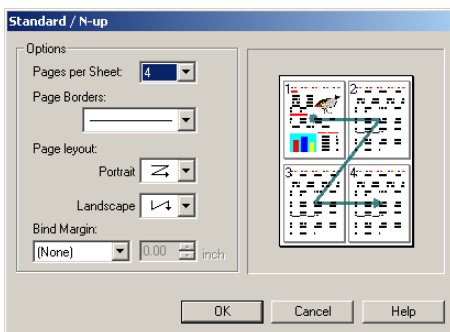 Standard / N-up
Options
Pages per Sheet: 4
Page Borders:
Page leyout:
Portrait
Landscape
Bind Margin:
(None) 0.00 inch
1 2
3 4
OK Cancel Help